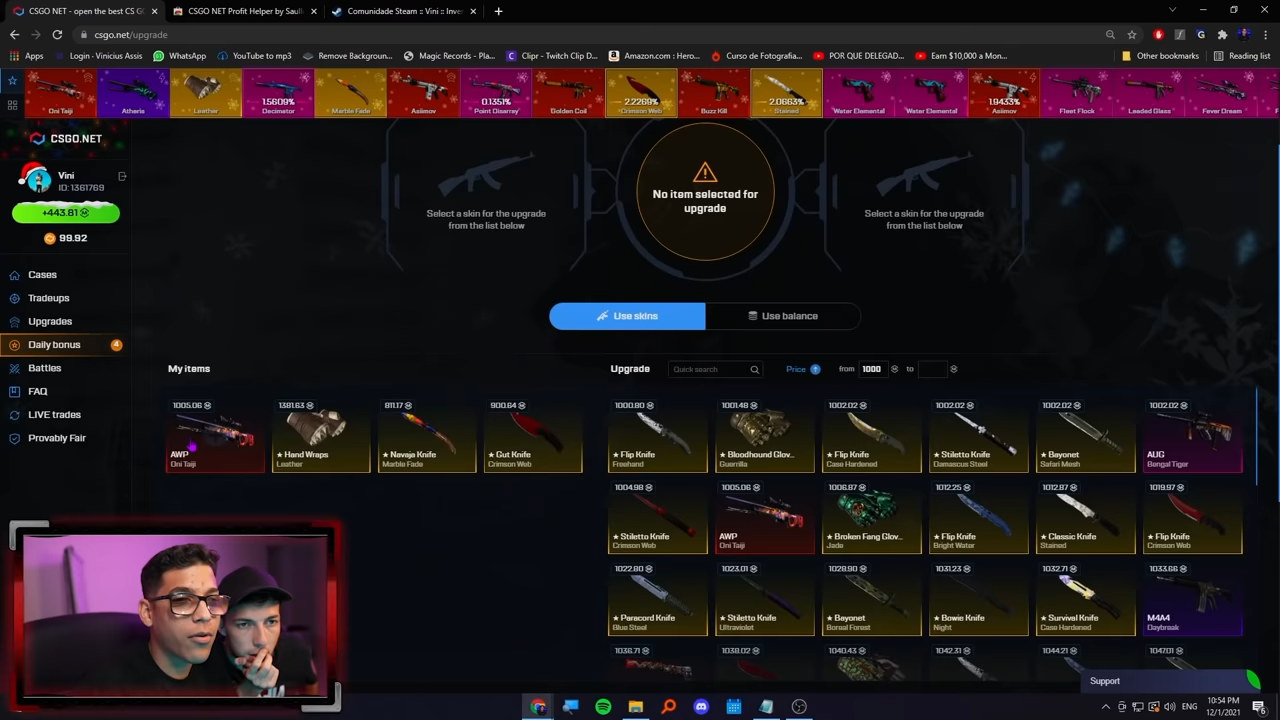 CSGO NET - open the best CS G
CSGO NET Profit Helper by Saul
Comunidade Steam :: Vini :: Inve
csgo.net/upgrade
Apps
Login - Vinicius Assis
WhatsApp
YouTube to mp3
Remove Backgroun...
Magic Records - Pla...
Clipr - Twitch Clip D...
Amazon.com : Hero...
Curso de Fotografia...
POR QUE DELEGAD...
Earn $10,000 a Mon...
Other bookmarks
Reading list
1.5609%
0.1351%
2.2269%
2.0663%
1.9433%
Oni Taiji
Atheris
Leather
Decimator
Marble Fade
Asiimov
Point Disarray
Golden Coil
Crimson Web
Buzz Kill
Stained
Water Elemental
Water Elemental
Asiimov
Fleet Flock
Leaded Glass
Fever Dream
CSGO.NET
Vini
ID: 1361769
+443.81
99.92
Cases
Tradeups
Upgrades
Daily bonus
4
Battles
FAQ
LIVE trades
Provably Fair
Select a skin for the upgrade
from the list below
No item selected for
upgrade
Select a skin for the upgrade
from the list below
Use skins
Use balance
My items
Upgrade
Quick search
Price
from
1000
to
1005.06
AWP
Oni Taiji
1381.63
★ Hand Wraps
Leather
811.17
★ Navaja Knife
Marble Fade
900.64
★ Gut Knife
Crimson Web
1000.80
★ Flip Knife
Freehand
1001.48
★ Bloodhound Glov...
Guerrilla
1002.02
★ Flip Knife
Case Hardened
1002.02
★ Stiletto Knife
Damascus Steel
1002.02
★ Bayonet
Safari Mesh
1002.02
AUG
Bengal Tiger
1004.98
★ Stiletto Knife
Crimson Web
1005.06
AWP
Oni Taiji
1006.87
★ Broken Fang Glov...
Jade
1012.25
★ Flip Knife
Bright Water
1012.87
★ Classic Knife
Stained
1019.97
★ Flip Knife
Crimson Web
1022.80
★ Paracord Knife
Blue Steel
1023.01
★ Stiletto Knife
Ultraviolet
1028.90
★ Bayonet
Boreal Forest
1031.23
★ Bowie Knife
Night
1032.71
★ Survival Knife
Case Hardened
1033.66
M4A4
Daybreak
1036.71
1038.02
1040.43
1042.31
1044.21
1047.01
Support
ENG
10:54 PM
12/1/2021